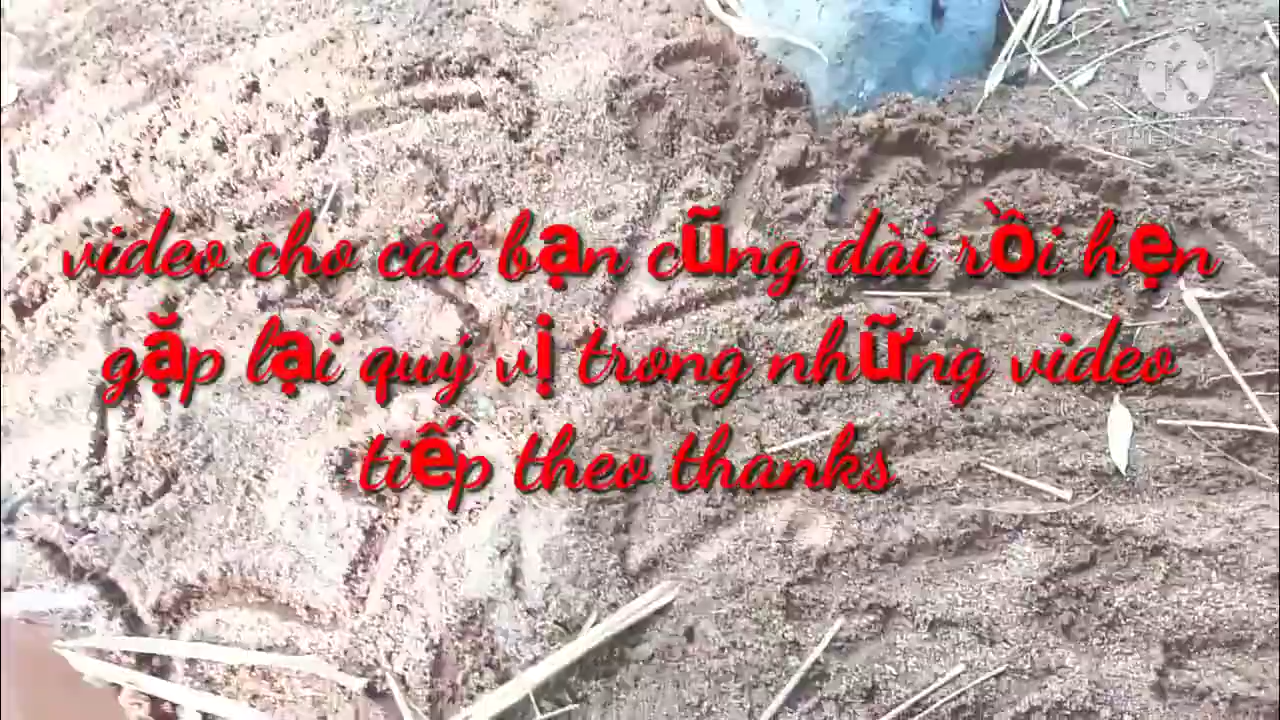 video cho các bạn cũng dài rồi hẹn
gặp lại quý vị trong những video
tiếp theo thanks